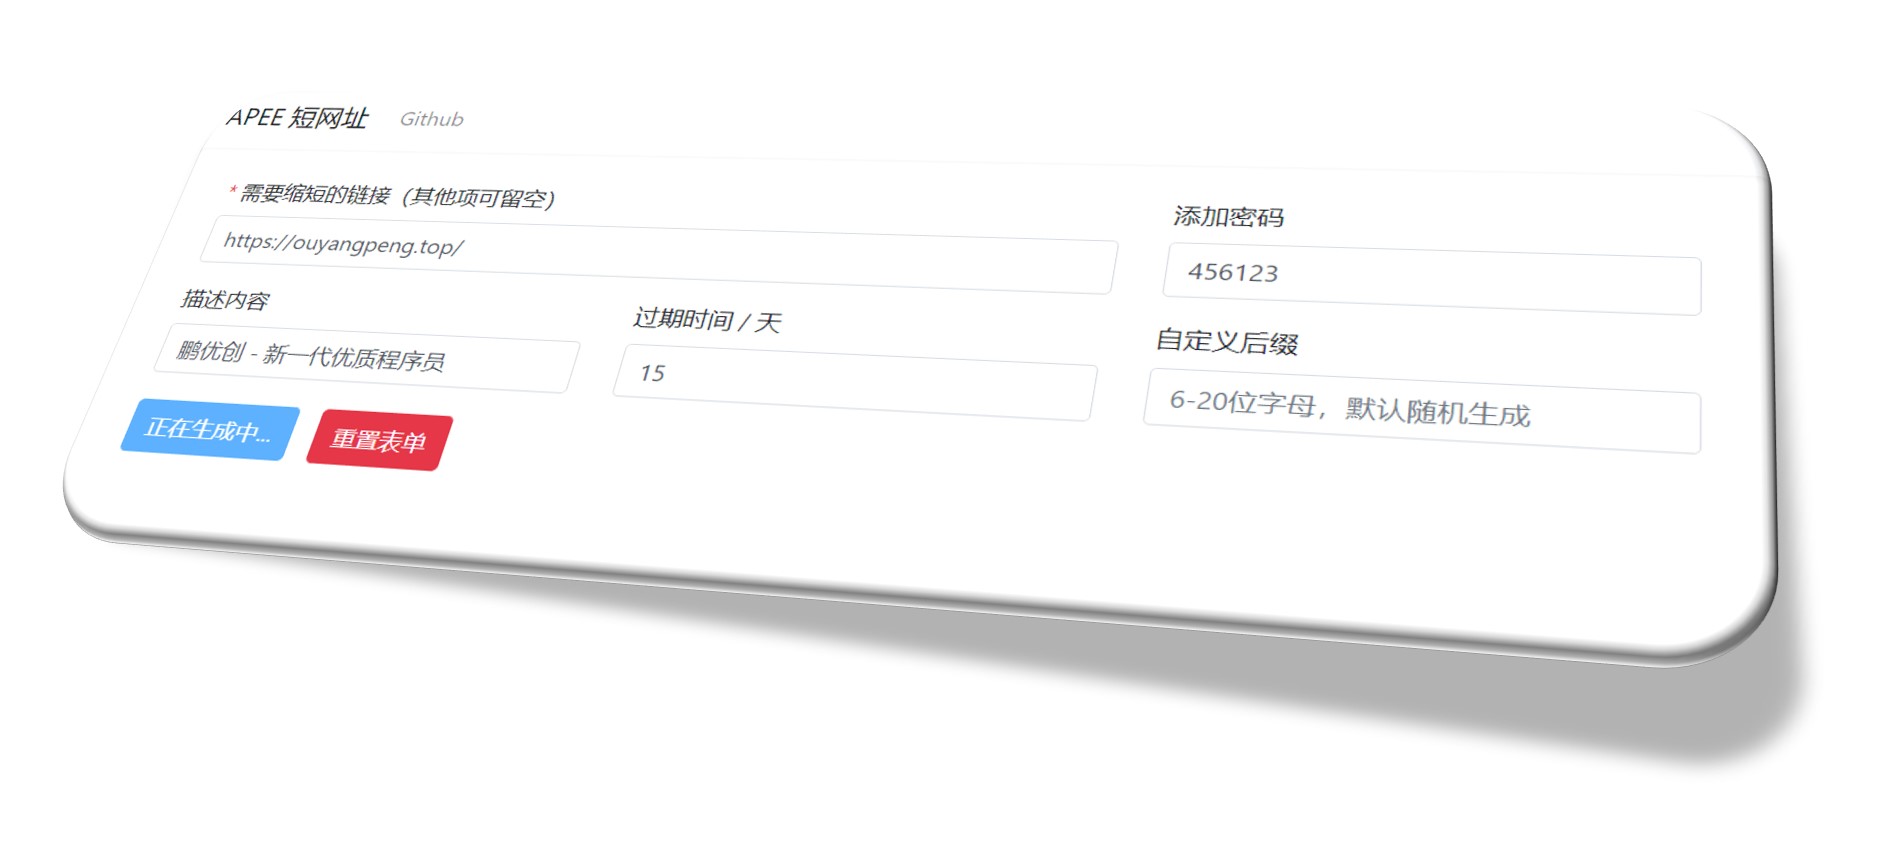 APEE 短网址 Github
* 需要缩短的链接（其他项可留空）
https://ouyangpeng.top/
添加密码
456123
描述内容
鹏优创 - 新一代优质程序员
过期时间 / 天
15
自定义后缀
6-20位字母，默认随机生成
正在生成中...
重置表单